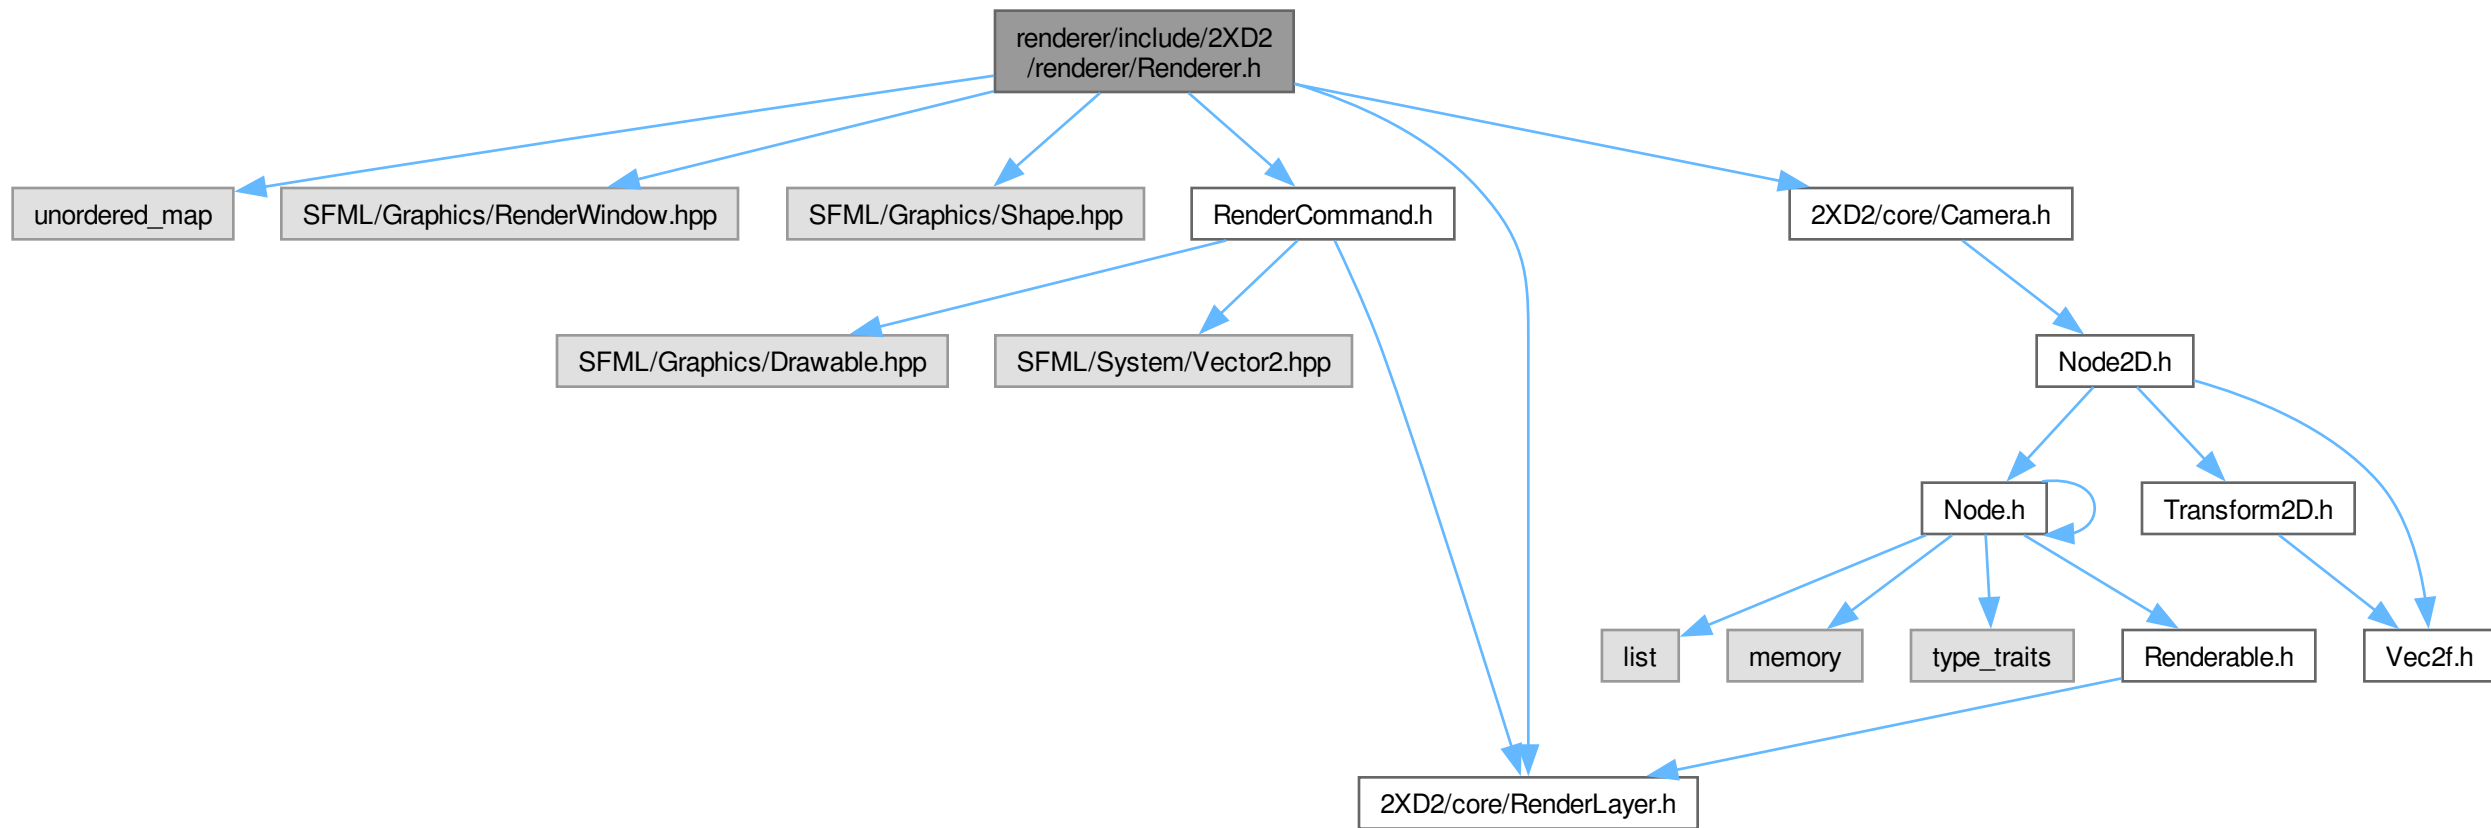 renderer/include/2XD2
/renderer/Renderer.h
unordered_map
SFML/Graphics/RenderWindow.hpp
SFML/Graphics/Shape.hpp
RenderCommand.h
2XD2/core/Camera.h
SFML/Graphics/Drawable.hpp
SFML/System/Vector2.hpp
Node2D.h
Node.h
Transform2D.h
list
memory
type_traits
Renderable.h
Vec2f.h
2XD2/core/RenderLayer.h